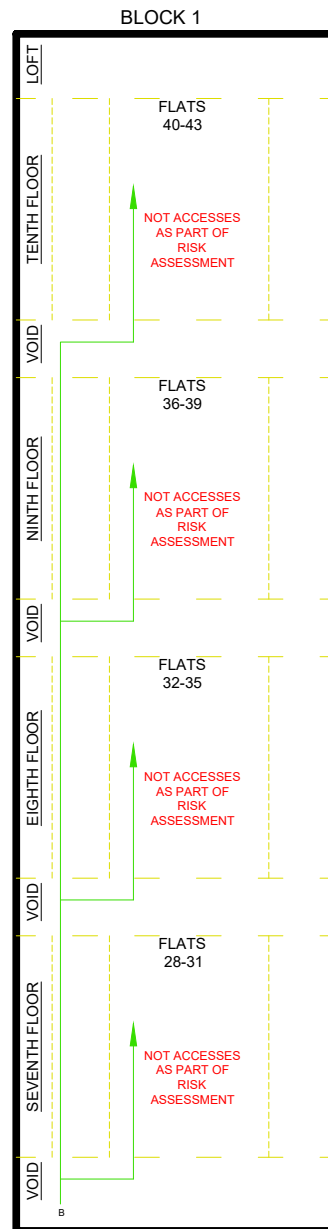 BLOCK 1
LOFT
FLATS
40-43
TENTH FLOOR
NOT ACCESSES
AS PART OF
RISK
ASSESSMENT
VOID
FLATS
36-39
NINTH FLOOR
NOT ACCESSES
AS PART OF
RISK
ASSESSMENT
VOID
FLATS
32-35
EIGHTH FLOOR
NOT ACCESSES
AS PART OF
RISK
ASSESSMENT
VOID
FLATS
28-31
SEVENTH FLOOR
NOT ACCESSES
AS PART OF
RISK
ASSESSMENT
VOID
B